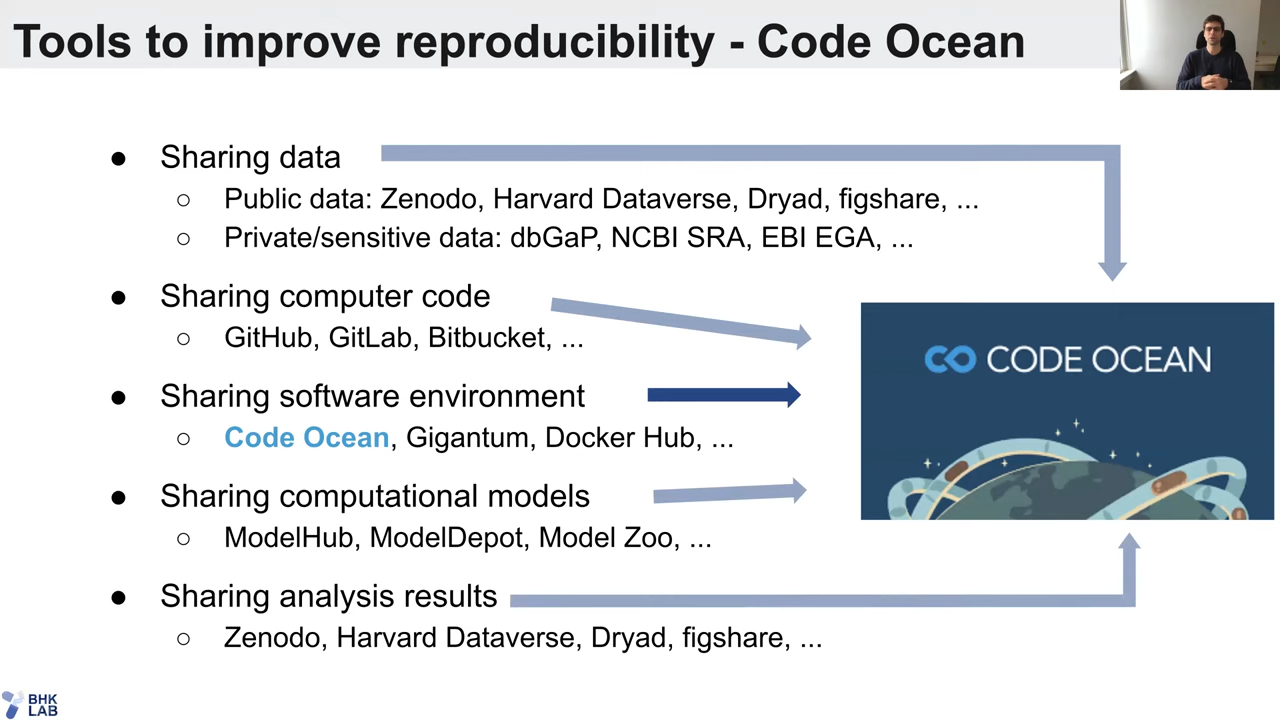 Tools to improve reproducibility - Code Ocean
● Sharing data
○ Public data: Zenodo, Harvard Dataverse, Dryad, figshare, ...
○ Private/sensitive data: dbGaP, NCBI SRA, EBI EGA, ...
● Sharing computer code
○ GitHub, GitLab, Bitbucket, ...
● Sharing software environment
○ Code Ocean, Gigantum, Docker Hub, ...
● Sharing computational models
○ ModelHub, ModelDepot, Model Zoo, ...
● Sharing analysis results
○ Zenodo, Harvard Dataverse, Dryad, figshare, ...
CODE OCEAN
BHK
LAB